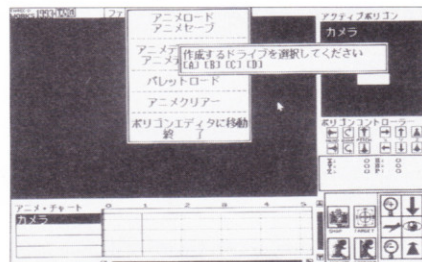 ファ
アクティブポリゴン
カメラ
アニメロード
アニメセーブ
アニメデ
アニメデ
作成するドライブを選択してください
[A] [B] [C] [D]
パレットロード
アニメクリアー
ポリゴンエディタに移動
終 了
ポリゴンコントローラー
アニメ・チャート
0 1 2 3 4 5
カメラ
SHIP TARGET